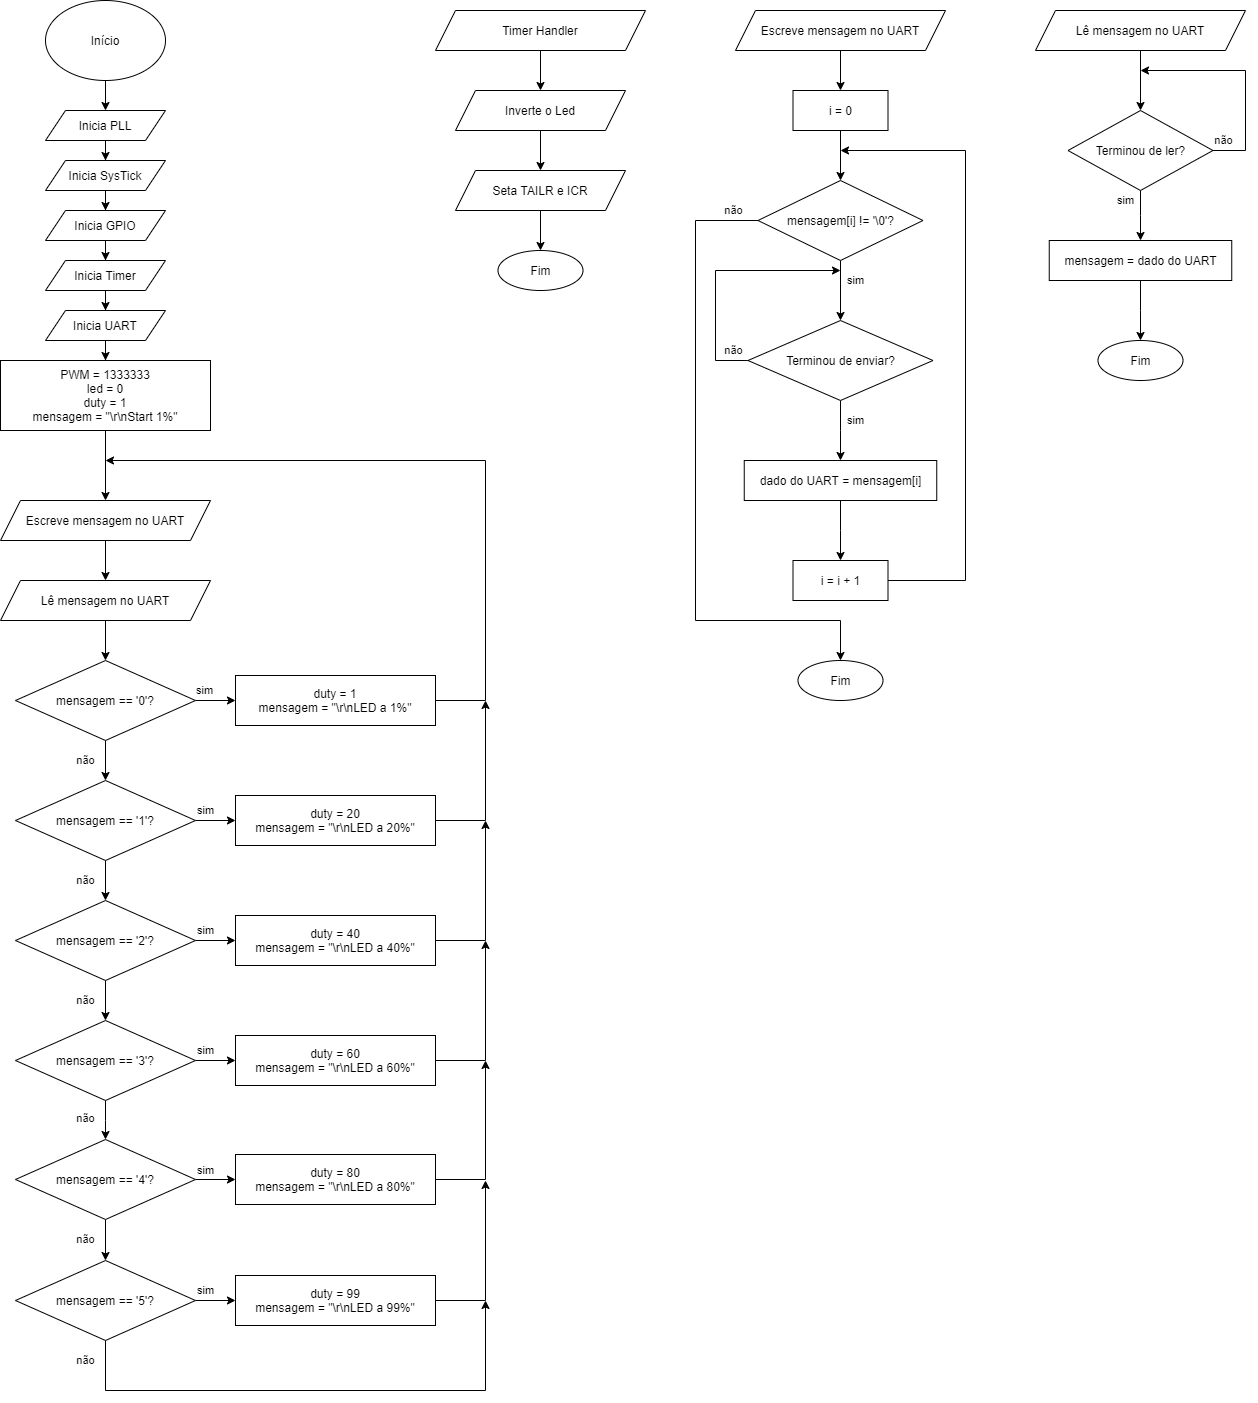 Início
Inicia PLL
Inicia SysTick
Inicia GPIO
Inicia Timer
Inicia UART
PWM = 1333333
led = 0
duty = 1
mensagem = "\r\nStart 1%"
Escreve mensagem no UART
Lê mensagem no UART
mensagem == '0'?
sim
duty = 1
mensagem = "\r\nLED a 1%"
não
mensagem == '1'?
sim
duty = 20
mensagem = "\r\nLED a 20%"
não
mensagem == '2'?
sim
duty = 40
mensagem = "\r\nLED a 40%"
não
mensagem == '3'?
sim
duty = 60
mensagem = "\r\nLED a 60%"
não
mensagem == '4'?
sim
duty = 80
mensagem = "\r\nLED a 80%"
não
mensagem == '5'?
sim
duty = 99
mensagem = "\r\nLED a 99%"
não
Timer Handler
Inverte o Led
Seta TAILR e ICR
Fim
Escreve mensagem no UART
i = 0
mensagem[i] != '\0'?
não
sim
Terminou de enviar?
não
sim
dado do UART = mensagem[i]
i = i + 1
Fim
Lê mensagem no UART
Terminou de ler?
não
sim
mensagem = dado do UART
Fim